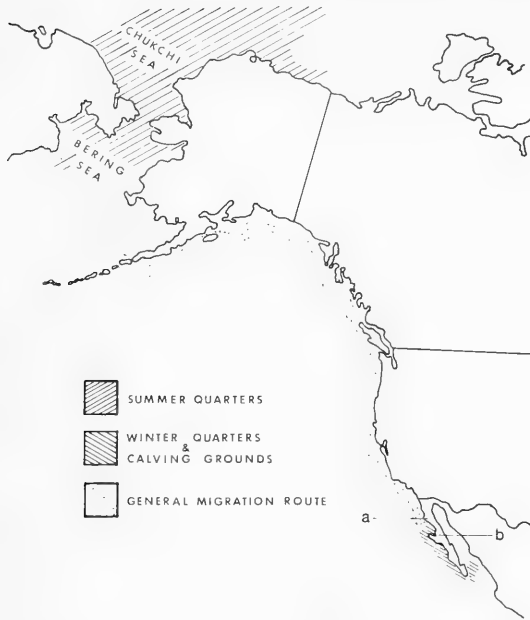 CHUKCHI
SEA
BERING
SEA
SUMMER QUARTERS
WINTER QUARTERS
&
CALVING GROUNDS
GENERAL MIGRATION ROUTE
a
b